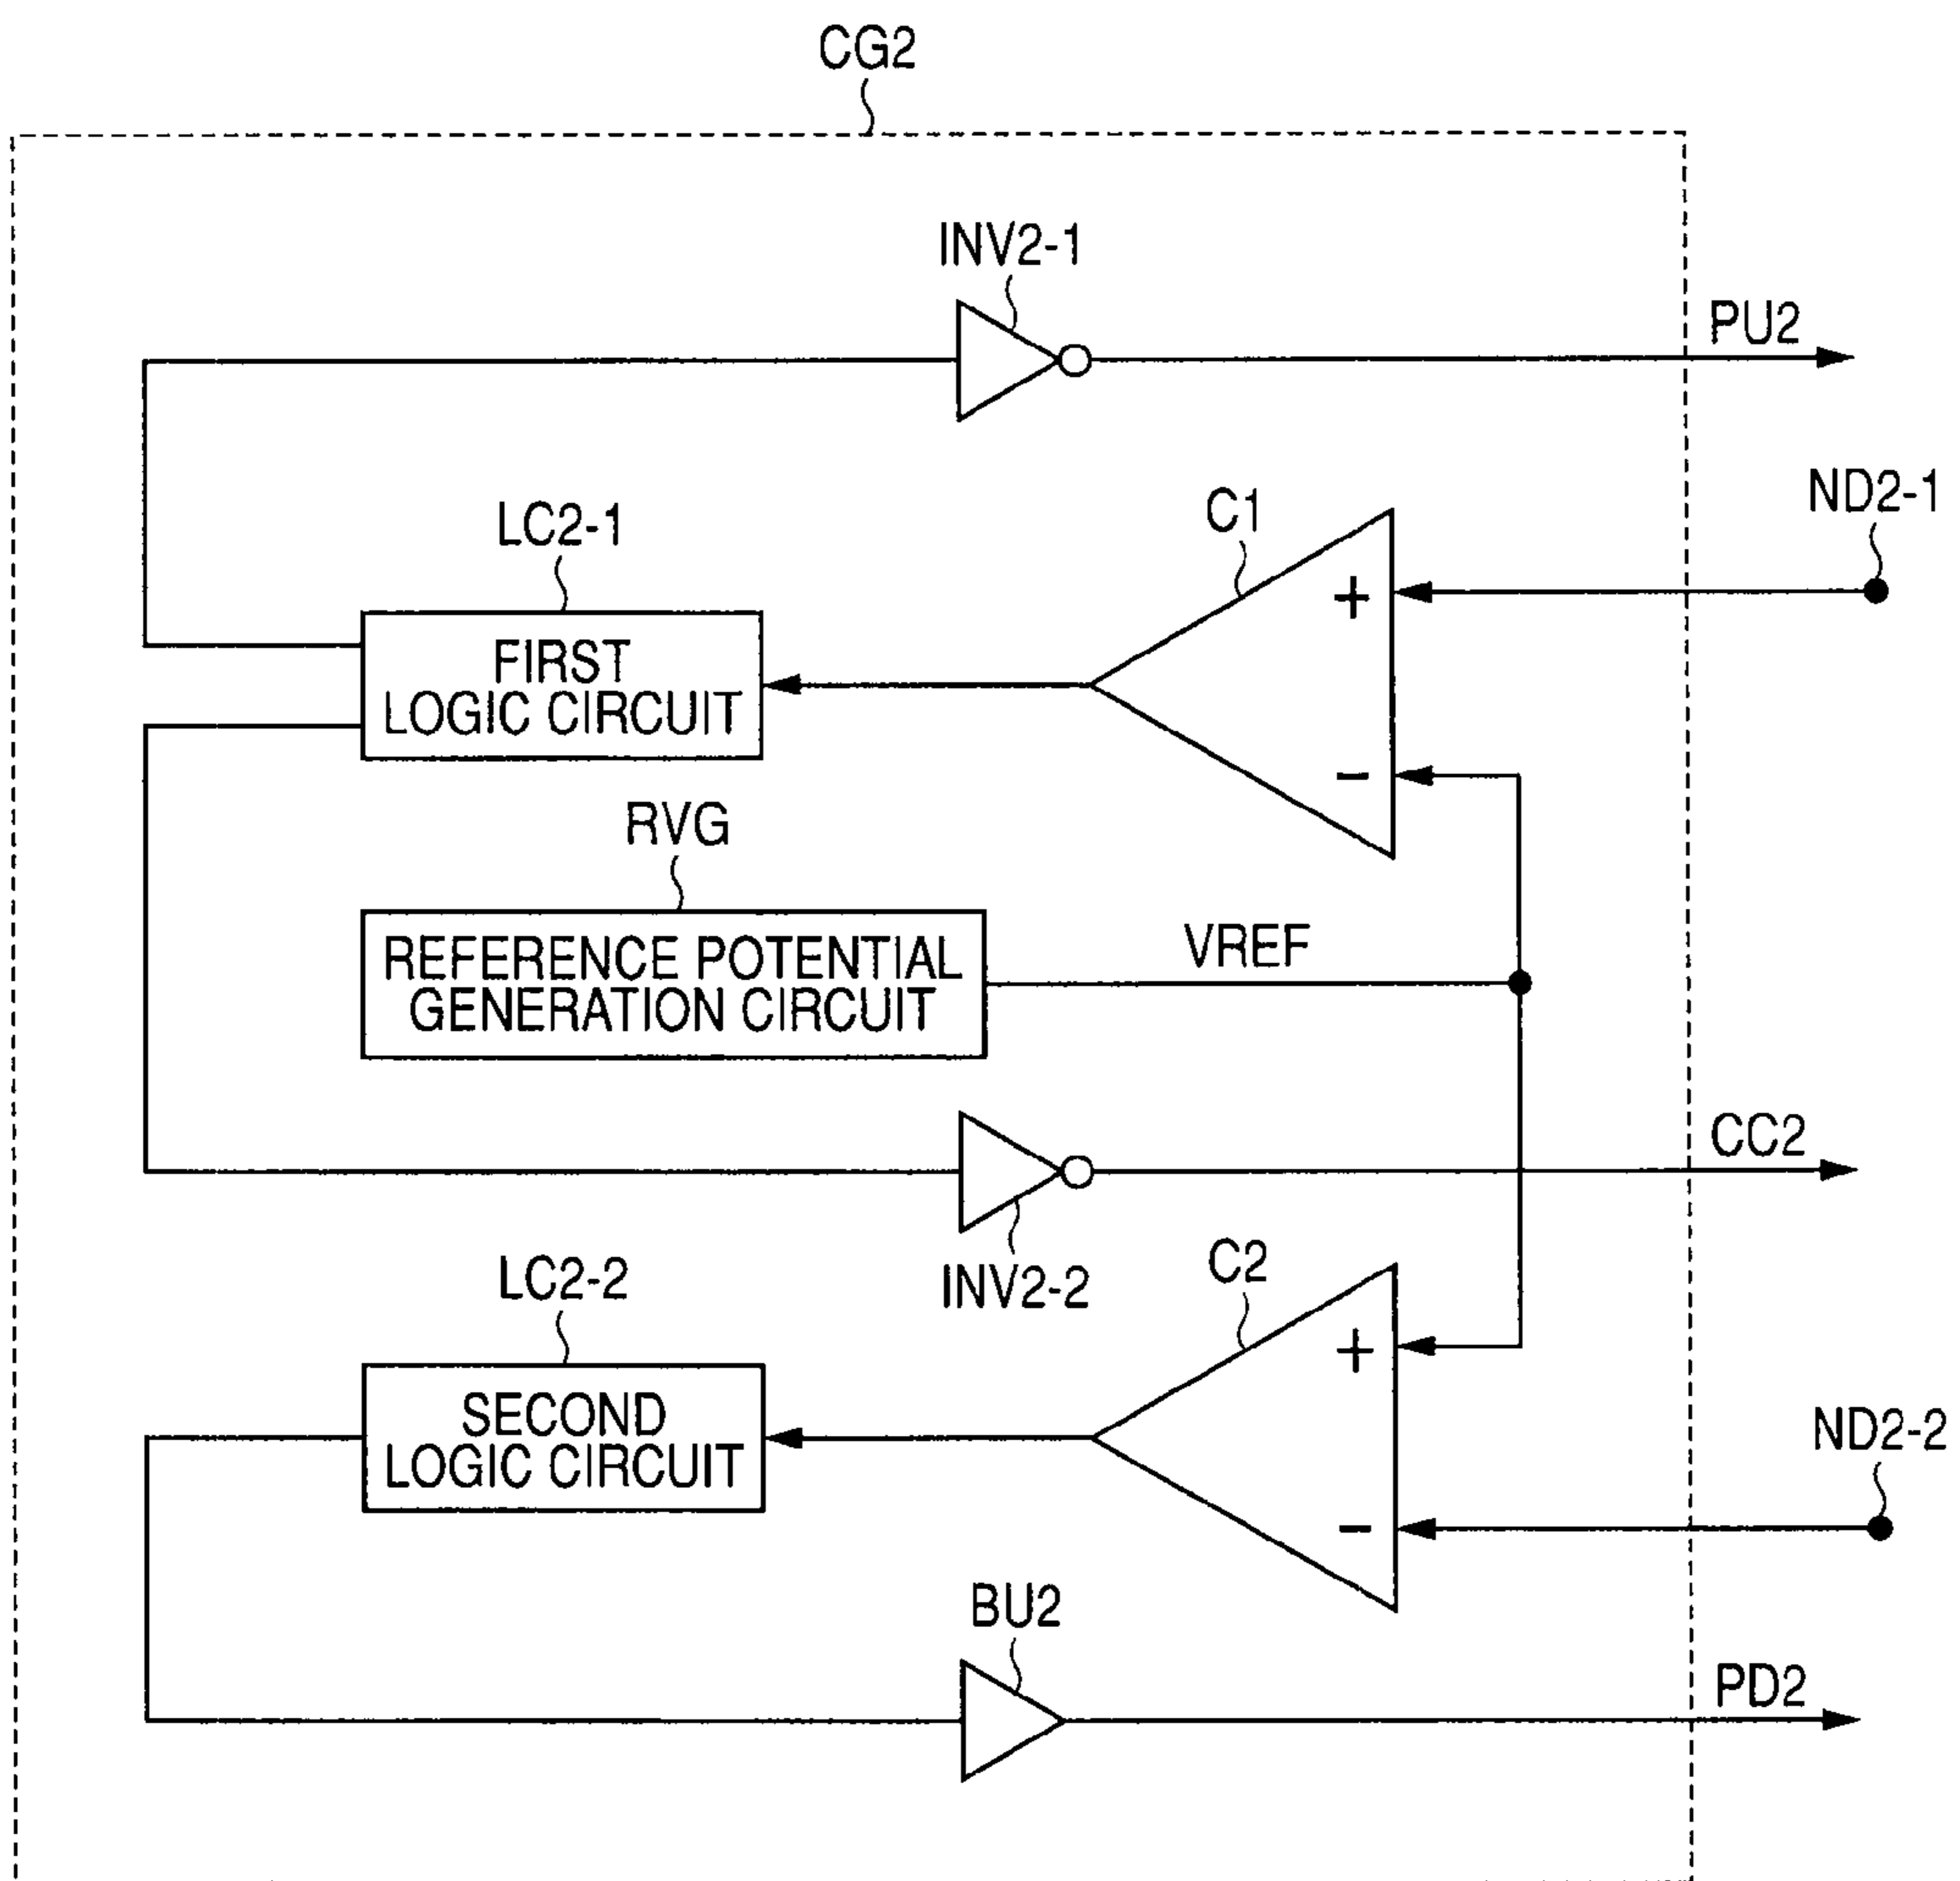 CG2
INV2-1
PU2
ND2-1
C1
LC2-1
+
FIRST
LOGIC CIRCUIT
-
RVG
REFERENCE POTENTIAL
GENERATION CIRCUIT
VREF
CC2
INV2-2
C2
LC2-2
+
SECOND
LOGIC CIRCUIT
ND2-2
-
BU2
PD2